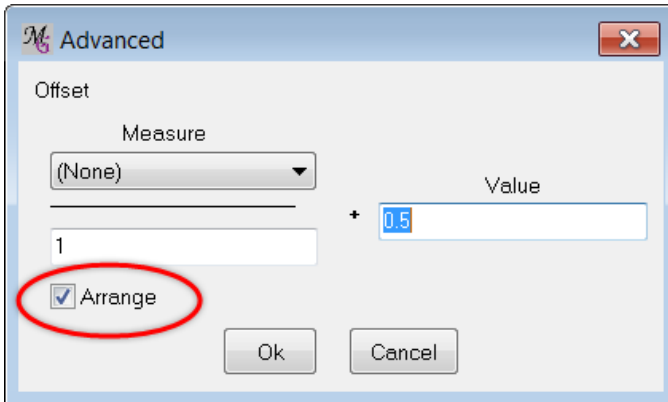 Advanced
Offset
Measure
(None)
Value
+
0.5
1
Arrange
Ok
Cancel